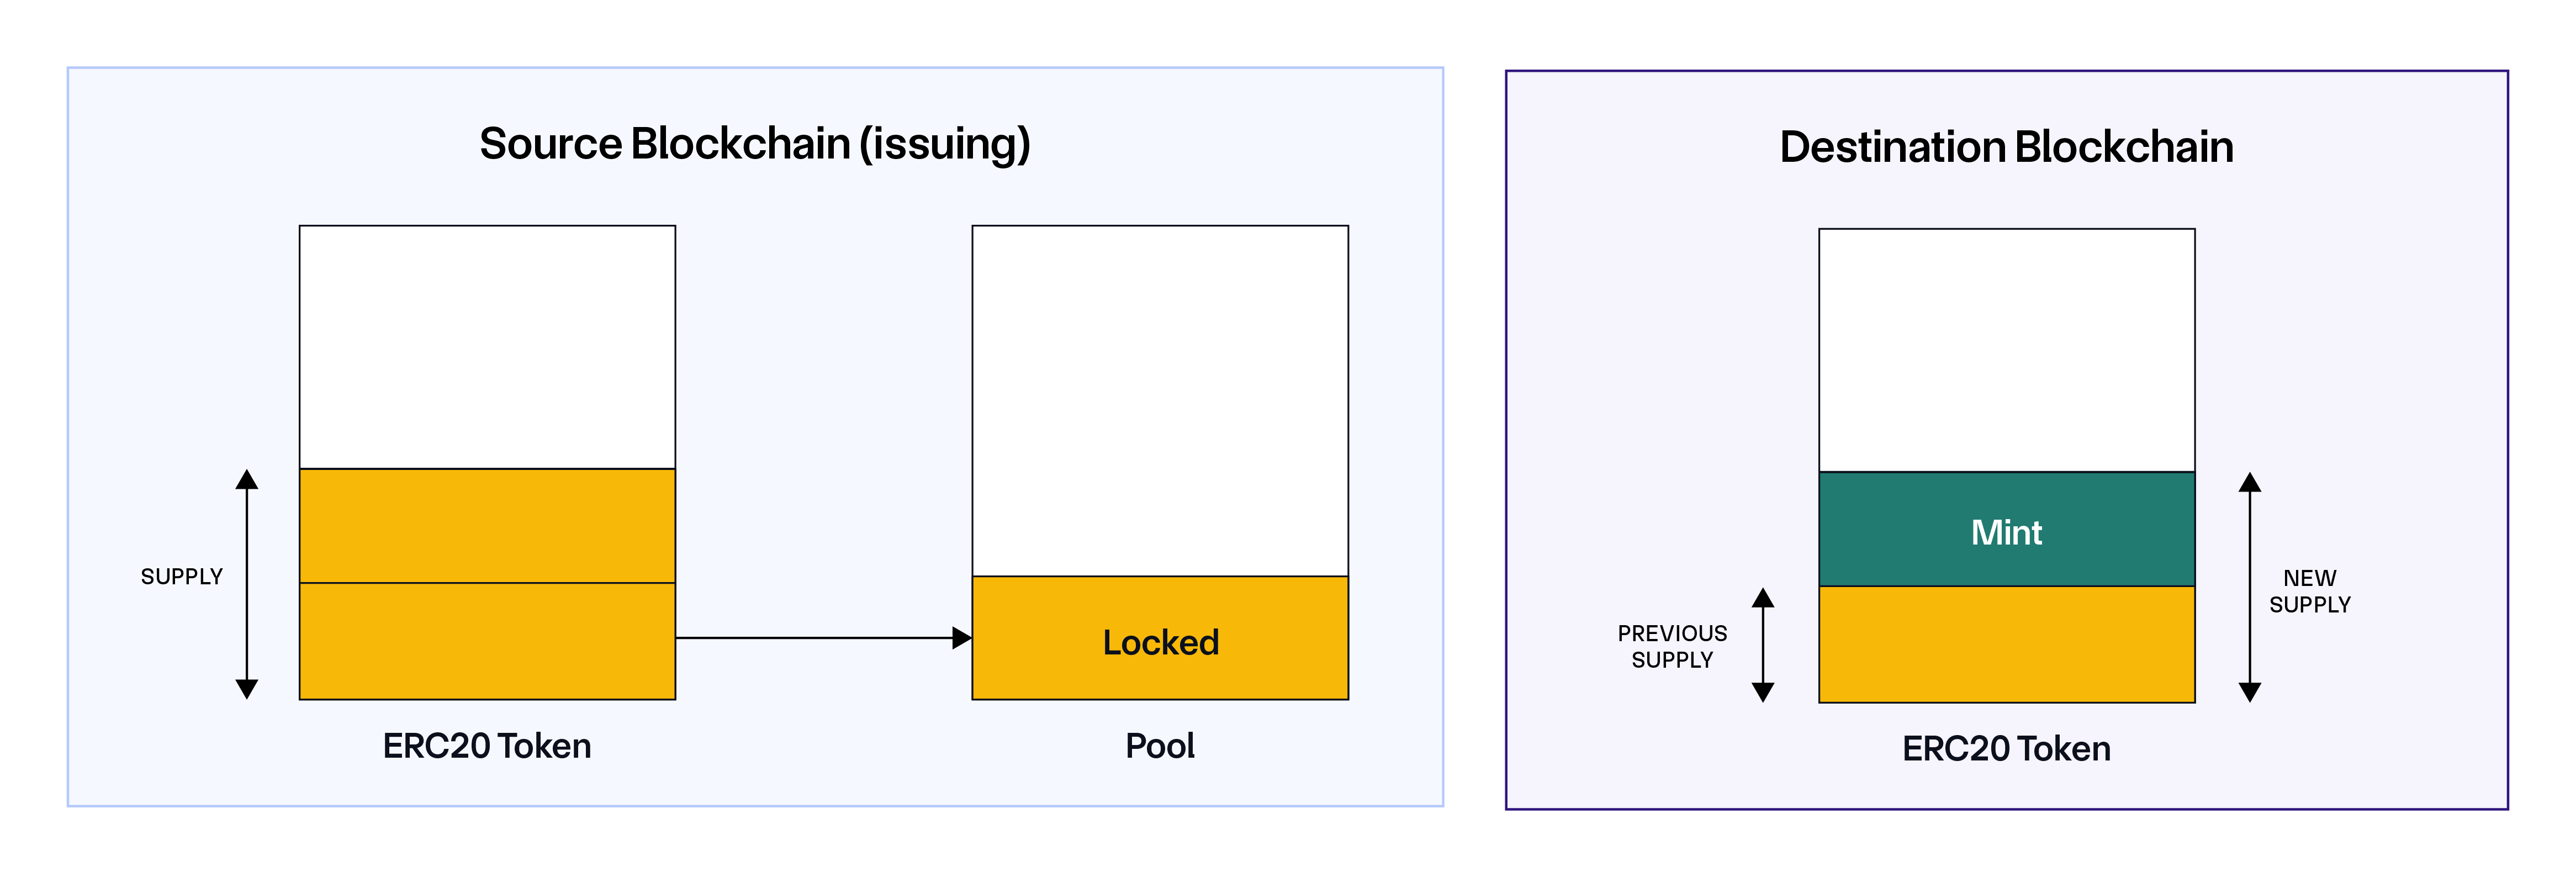 Source Blockchain (issuing)
SUPPLY
Locked
ERC20 Token
Pool
Destination Blockchain
Mint
PREVIOUS
SUPPLY
NEW
SUPPLY
ERC20 Token